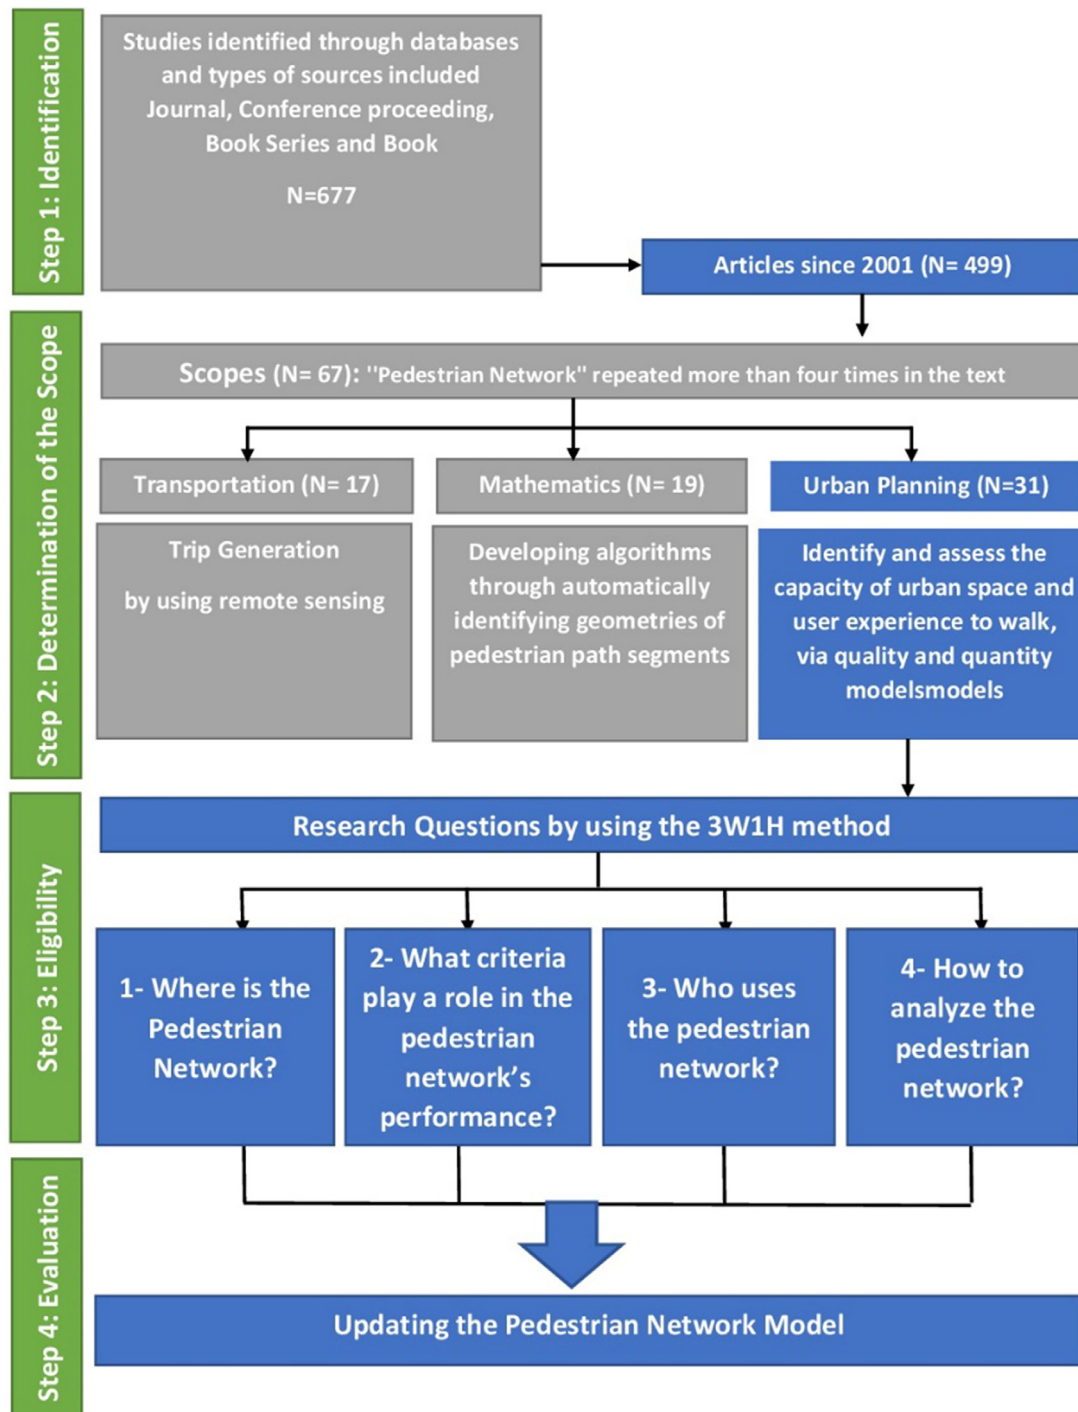 Step 1: Identification
Studies identified through databases
and types of sources included
Journal, Conference proceeding,
Book Series and Book
N=677
Articles since 2001 (N= 499)
Step 2: Determination of the Scope
Scopes (N= 67): "Pedestrian Network" repeated more than four times in the text
Transportation (N= 17)
Mathematics (N= 19)
Urban Planning (N=31)
Trip Generation
by using remote sensing
Developing algorithms
through automatically
identifying geometries of
pedestrian path segments
Identify and assess the
capacity of urban space and
user experience to walk,
via quality and quantity
modelsmodels
Step 3: Eligibility
Research Questions by using the 3W1H method
1- Where is the
Pedestrian
Network?
2- What criteria
play a role in the
pedestrian
network’s
performance?
3- Who uses
the pedestrian
network?
4- How to
analyze the
pedestrian
network?
Step 4: Evaluation
Updating the Pedestrian Network Model